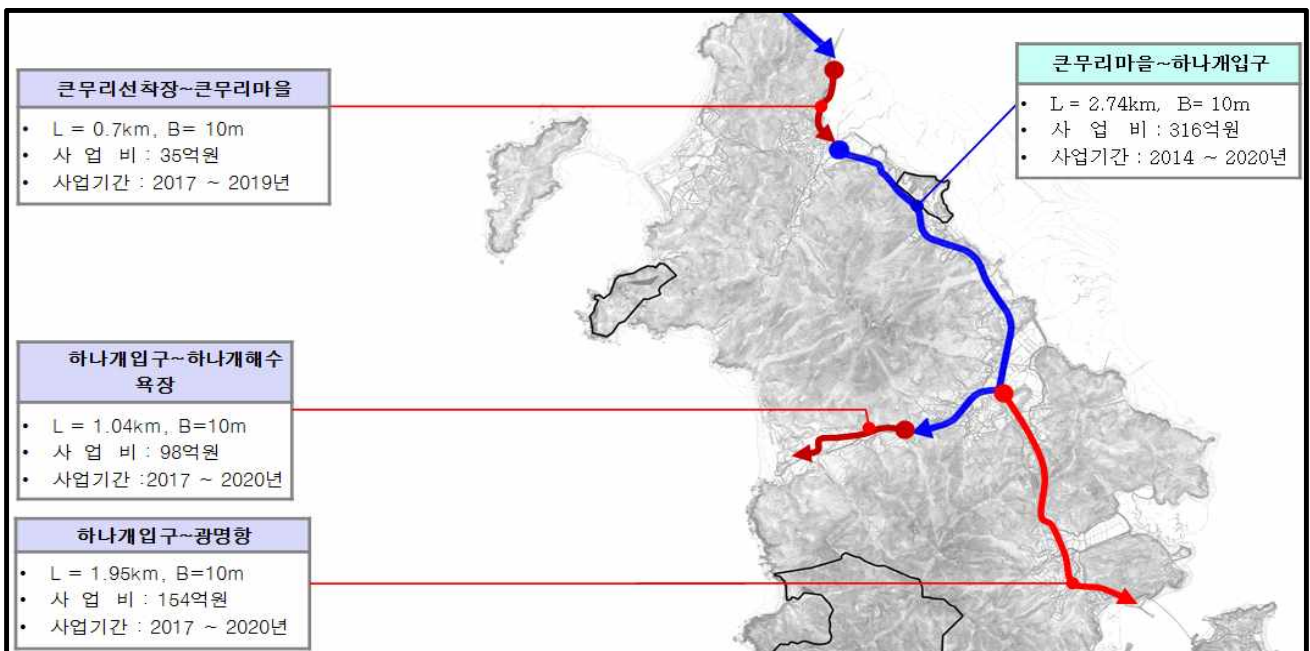 큰무리선착장~큰무리마을
• L = 0.7km, B= 10m
• 사 업 비 : 35억원
• 사업기간 : 2017 ~ 2019년
큰무리마을~하나개입구
• L = 2.74km, B= 10m
• 사 업 비 : 316억원
• 사업기간 : 2014 ~ 2020년
하나개입구~하나개해수
욕장
• L = 1.04km, B=10m
• 사 업 비 : 98억원
• 사업기간 :2017 ~ 2020년
하나개입구~광명항
• L = 1.95km, B=10m
• 사 업 비 : 154억원
• 사업기간 : 2017 ~ 2020년